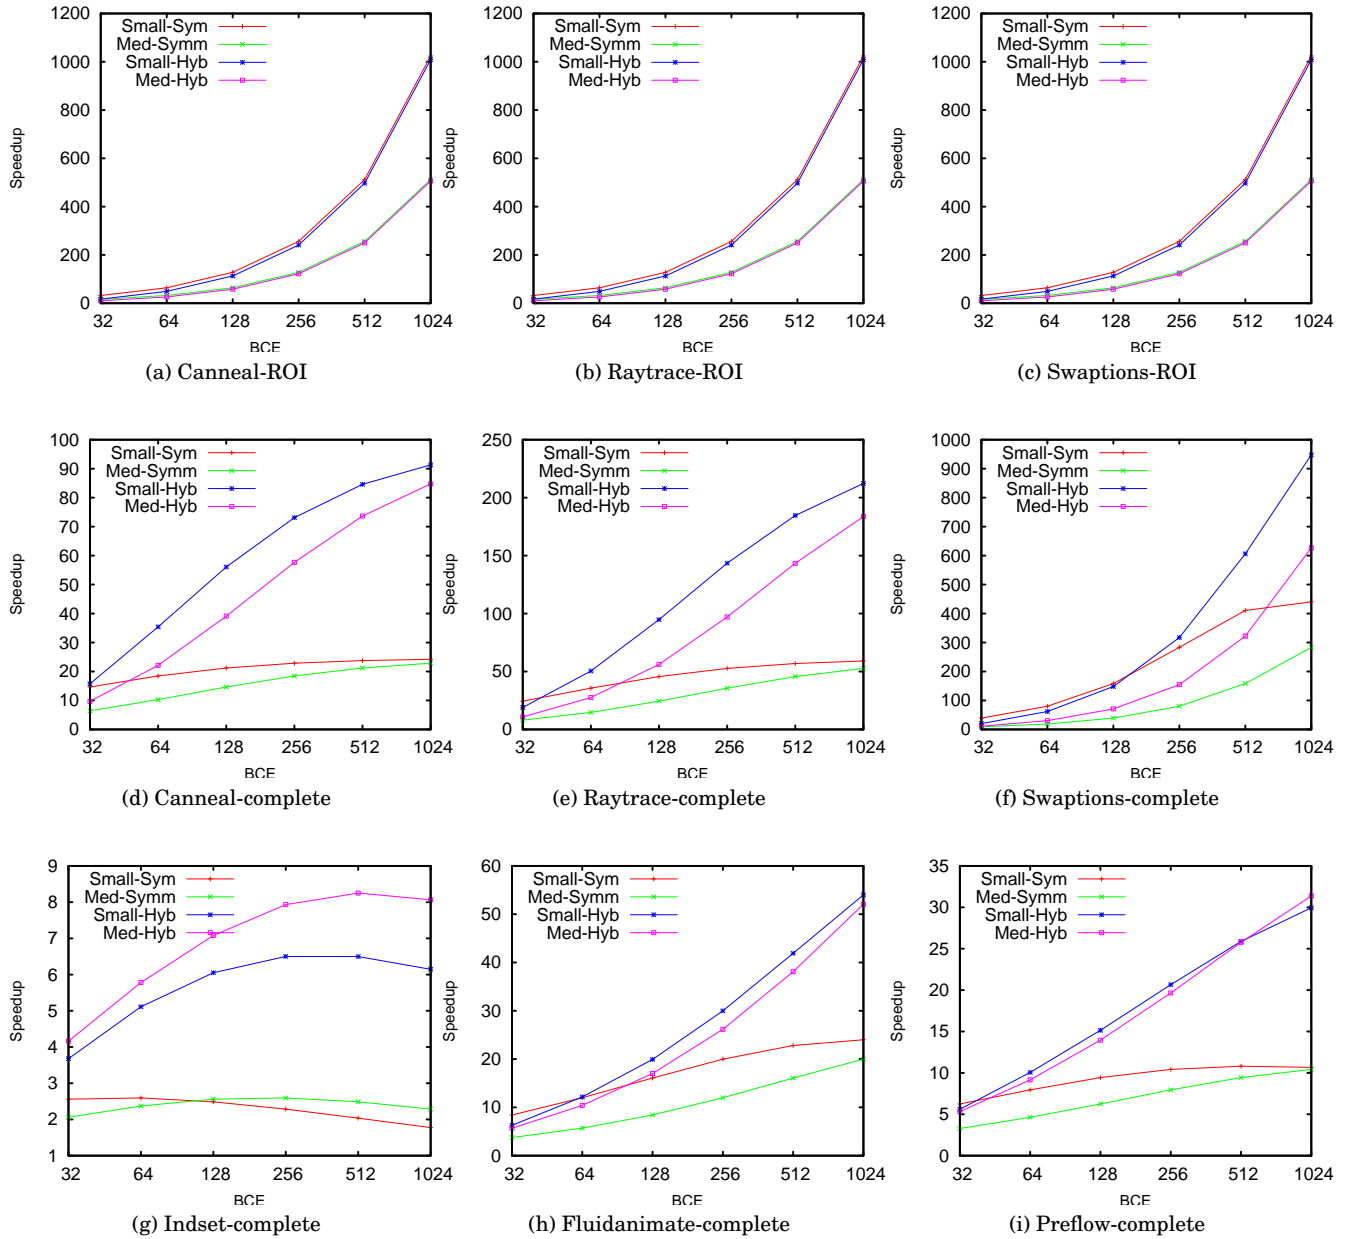 1200
1000
800
600
400
200
0
Speedup
Small-Sym
Med-Symm
Small-Hyb
Med-Hyb
32 64 128 256 512 1024
BCE
(a) Canneal-ROI
1200
1000
800
600
400
200
0
Speedup
Small-Sym
Med-Symm
Small-Hyb
Med-Hyb
32 64 128 256 512 1024
BCE
(b) Raytrace-ROI
1200
1000
800
600
400
200
0
Speedup
Small-Sym
Med-Symm
Small-Hyb
Med-Hyb
32 64 128 256 512 1024
BCE
(c) Swaptions-ROI
100
90
80
70
60
50
40
30
20
10
0
Speedup
Small-Sym
Med-Symm
Small-Hyb
Med-Hyb
32 64 128 256 512 1024
BCE
(d) Canneal-complete
250
200
150
100
50
0
Speedup
Small-Sym
Med-Symm
Small-Hyb
Med-Hyb
32 64 128 256 512 1024
BCE
(e) Raytrace-complete
1000
900
800
700
600
500
400
300
200
100
0
Speedup
Small-Sym
Med-Symm
Small-Hyb
Med-Hyb
32 64 128 256 512 1024
BCE
(f) Swaptions-complete
9
8
7
6
5
4
3
2
1
Speedup
Small-Sym
Med-Symm
Small-Hyb
Med-Hyb
32 64 128 256 512 1024
BCE
(g) Indset-complete
60
50
40
30
20
10
0
Speedup
Small-Sym
Med-Symm
Small-Hyb
Med-Hyb
32 64 128 256 512 1024
BCE
(h) Fluidanimate-complete
35
30
25
20
15
10
5
0
Speedup
Small-Sym
Med-Symm
Small-Hyb
Med-Hyb
32 64 128 256 512 1024
BCE
(i) Preflow-complete